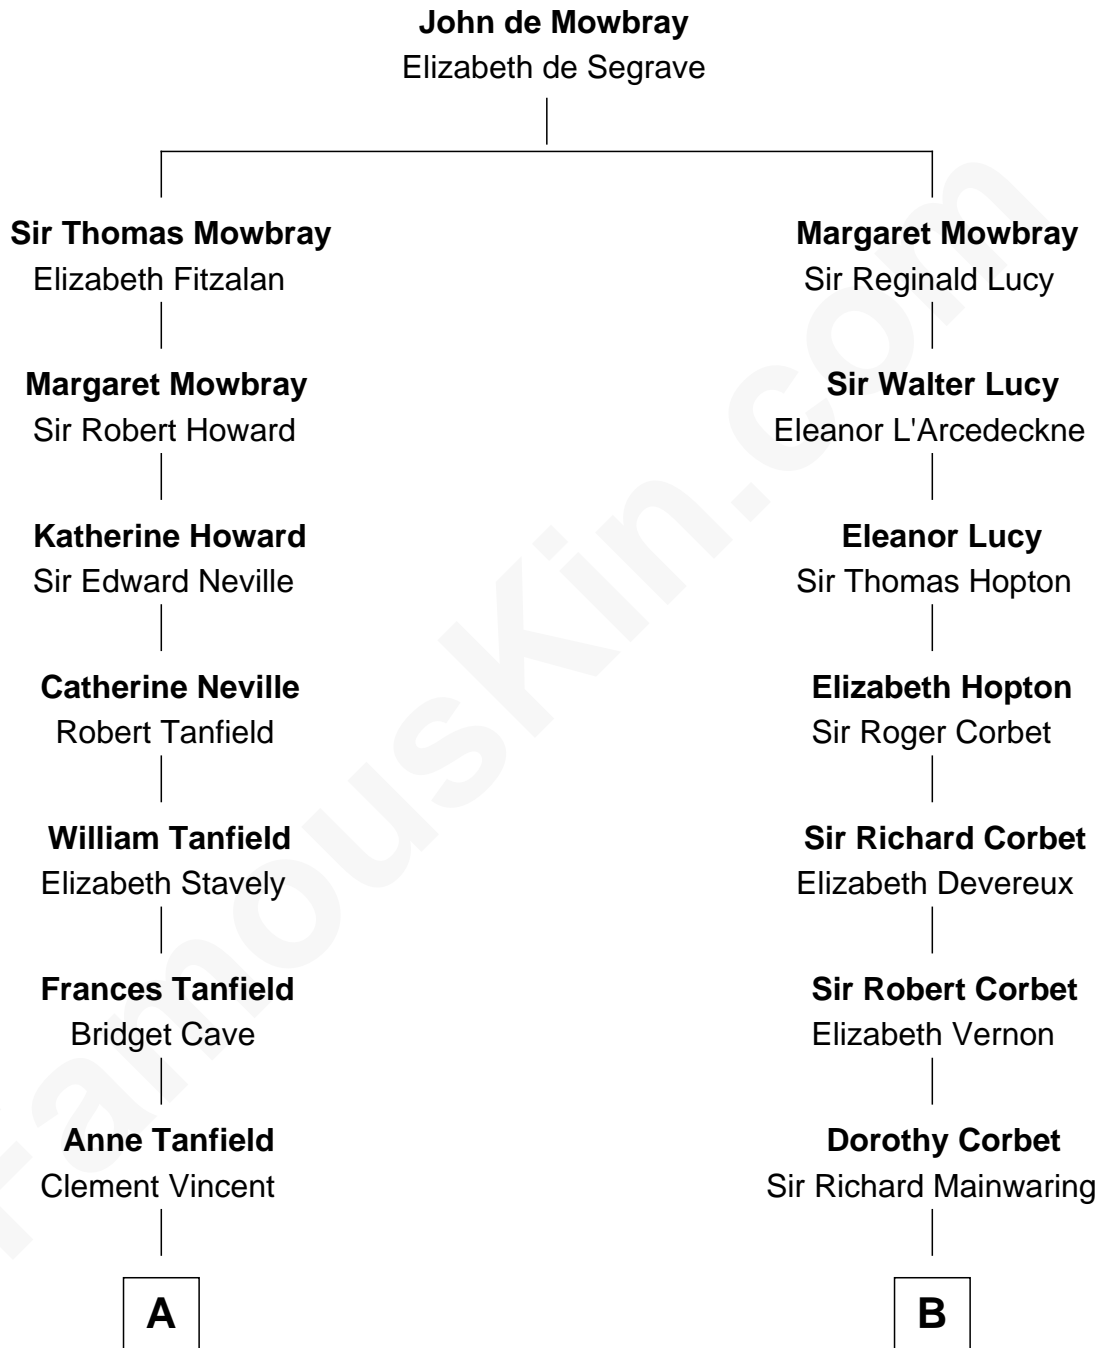 John de Mowbray
Elizabeth de Segrave
Sir Thomas Mowbray
Elizabeth Fitzalan
Margaret Mowbray
Sir Reginald Lucy
Margaret Mowbray
Sir Robert Howard
Sir Walter Lucy
Eleanor L'Arcedeckne
Katherine Howard
Sir Edward Neville
Eleanor Lucy
Sir Thomas Hopton
Catherine Neville
Robert Tanfield
Elizabeth Hopton
Sir Roger Corbet
William Tanfield
Elizabeth Stavely
Sir Richard Corbet
Elizabeth Devereux
Frances Tanfield
Bridget Cave
Sir Robert Corbet
Elizabeth Vernon
Anne Tanfield
Clement Vincent
Dorothy Corbet
Sir Richard Mainwaring
A
B
FamousKin.com